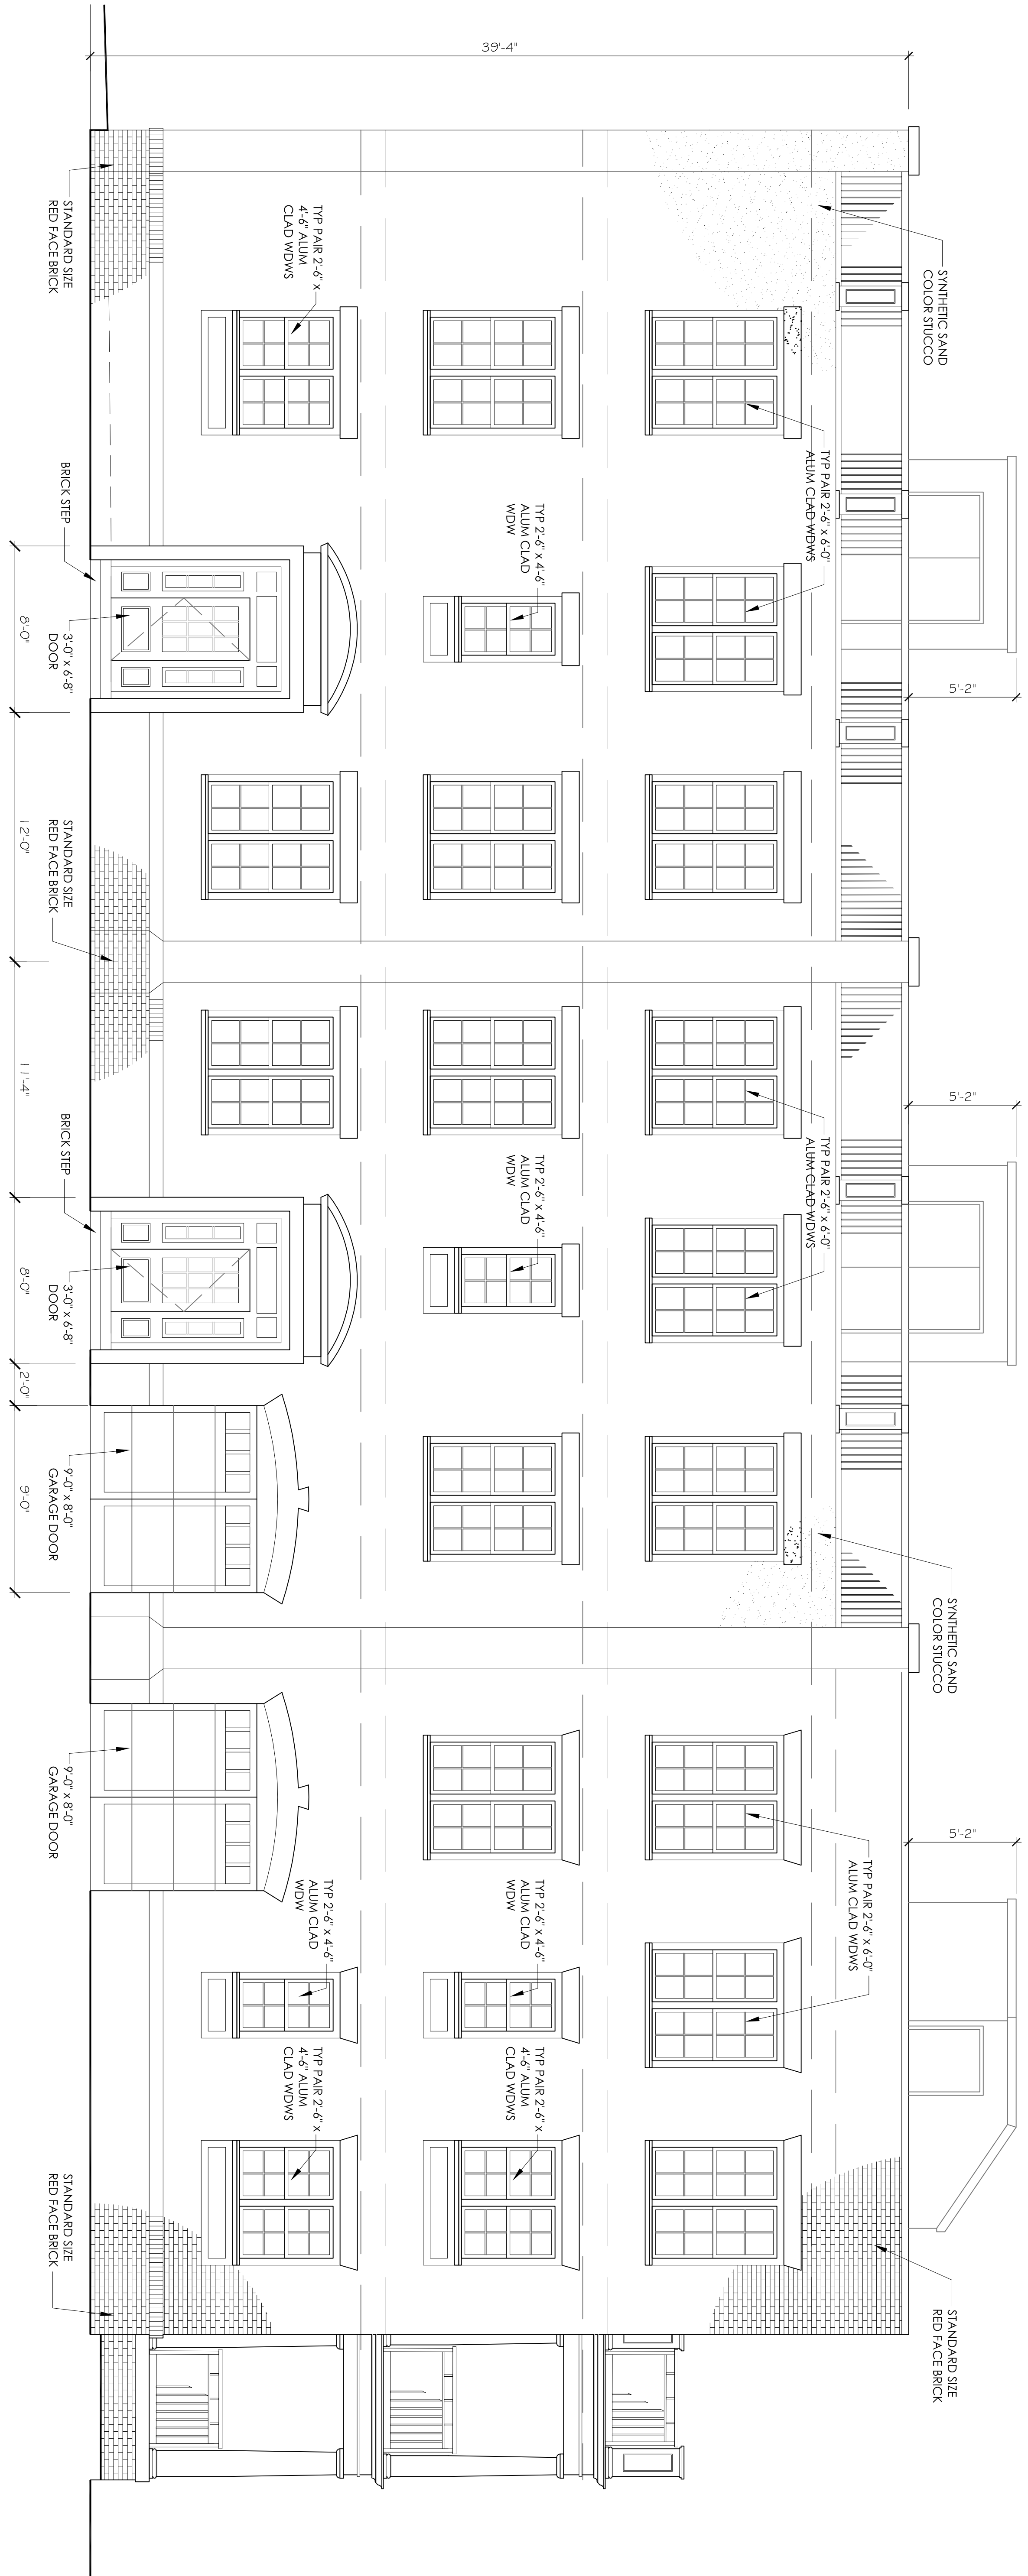 5'-2"
5'-2"
5'-2"
SYNTHETIC SAND
COLOR STUCCO
SYNTHETIC SAND
COLOR STUCCO
STANDARD SIZE
RED FACE BRICK
39'-4"
TYP PAIR 2'-6" x 6'-0"
ALUM CLAD WDWS
TYP PAIR 2'-6" x 6'-0"
ALUM CLAD WDWS
TYP PAIR 2'-6" x 6'-0"
ALUM CLAD WDWS
TYP 2'-6" x 4'-6"
ALUM CLAD
WDW
TYP 2'-6" x 4'-6"
ALUM CLAD
WDW
TYP 2'-6" x 4'-6"
ALUM CLAD
WDW
TYP PAIR 2'-6" x
4'-6" ALUM
CLAD WDWS
TYP PAIR 2'-6" x
4'-6" ALUM
CLAD WDWS
TYP 2'-6" x 4'-6"
ALUM CLAD
WDW
TYP PAIR 2'-6" x
4'-6" ALUM
CLAD WDWS
STANDARD SIZE
RED FACE BRICK
BRICK STEP
3'-0" x 6'-8"
DOOR
STANDARD SIZE
RED FACE BRICK
BRICK STEP
3'-0" x 6'-8"
DOOR
9'-0" x 8'-0"
GARAGE DOOR
9'-0" x 8'-0"
GARAGE DOOR
STANDARD SIZE
RED FACE BRICK
8'-0"
12'-0"
11'-4"
8'-0"
2'-0"
9'-0"